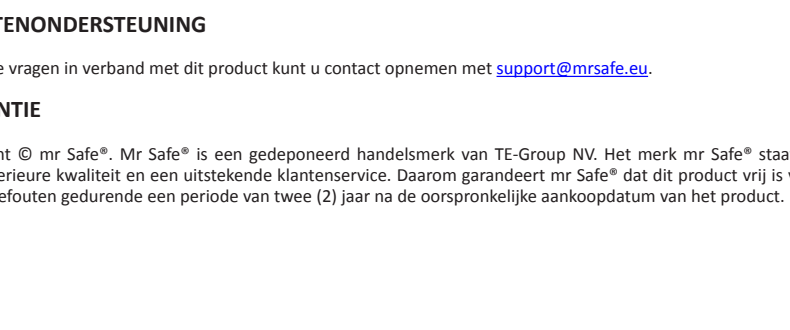 TENONDERSTEUNING
e vragen in verband met dit product kunt u contact opnemen met support@mrsafe.eu.
NTIE
ht © mr Safe®. Mr Safe® is een gedeponeerd handelsmerk van TE-Group NV. Het merk mr Safe® staa
erieure kwaliteit en een uitstekende klantenservice. Daarom garandeert mr Safe® dat dit product vrij is v
efouten gedurende een periode van twee (2) jaar na de oorspronkelijke aankoopdatum van het product.